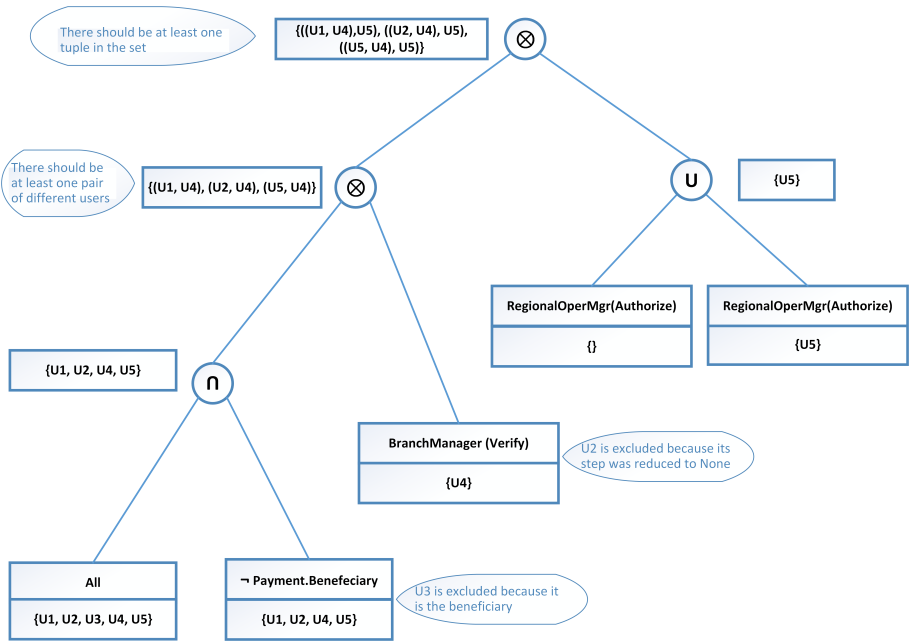 There should be at least one
tuple in the set
{((U1, U4),U5), ((U2, U4), U5),
((U5, U4), U5)}
⊗
There should be
at least one pair
of different users
{(U1, U4), (U2, U4), (U5, U4)}
⊗
U
{U5}
RegionalOperMgr(Authorize)
{}
RegionalOperMgr(Authorize)
{U5}
{U1, U2, U4, U5}
∩
BranchManager (Verify)
{U4}
U2 is excluded because its
step was reduced to None
All
{U1, U2, U3, U4, U5}
¬ Payment.Benefeciary
{U1, U2, U4, U5}
U3 is excluded because it
is the beneficiary